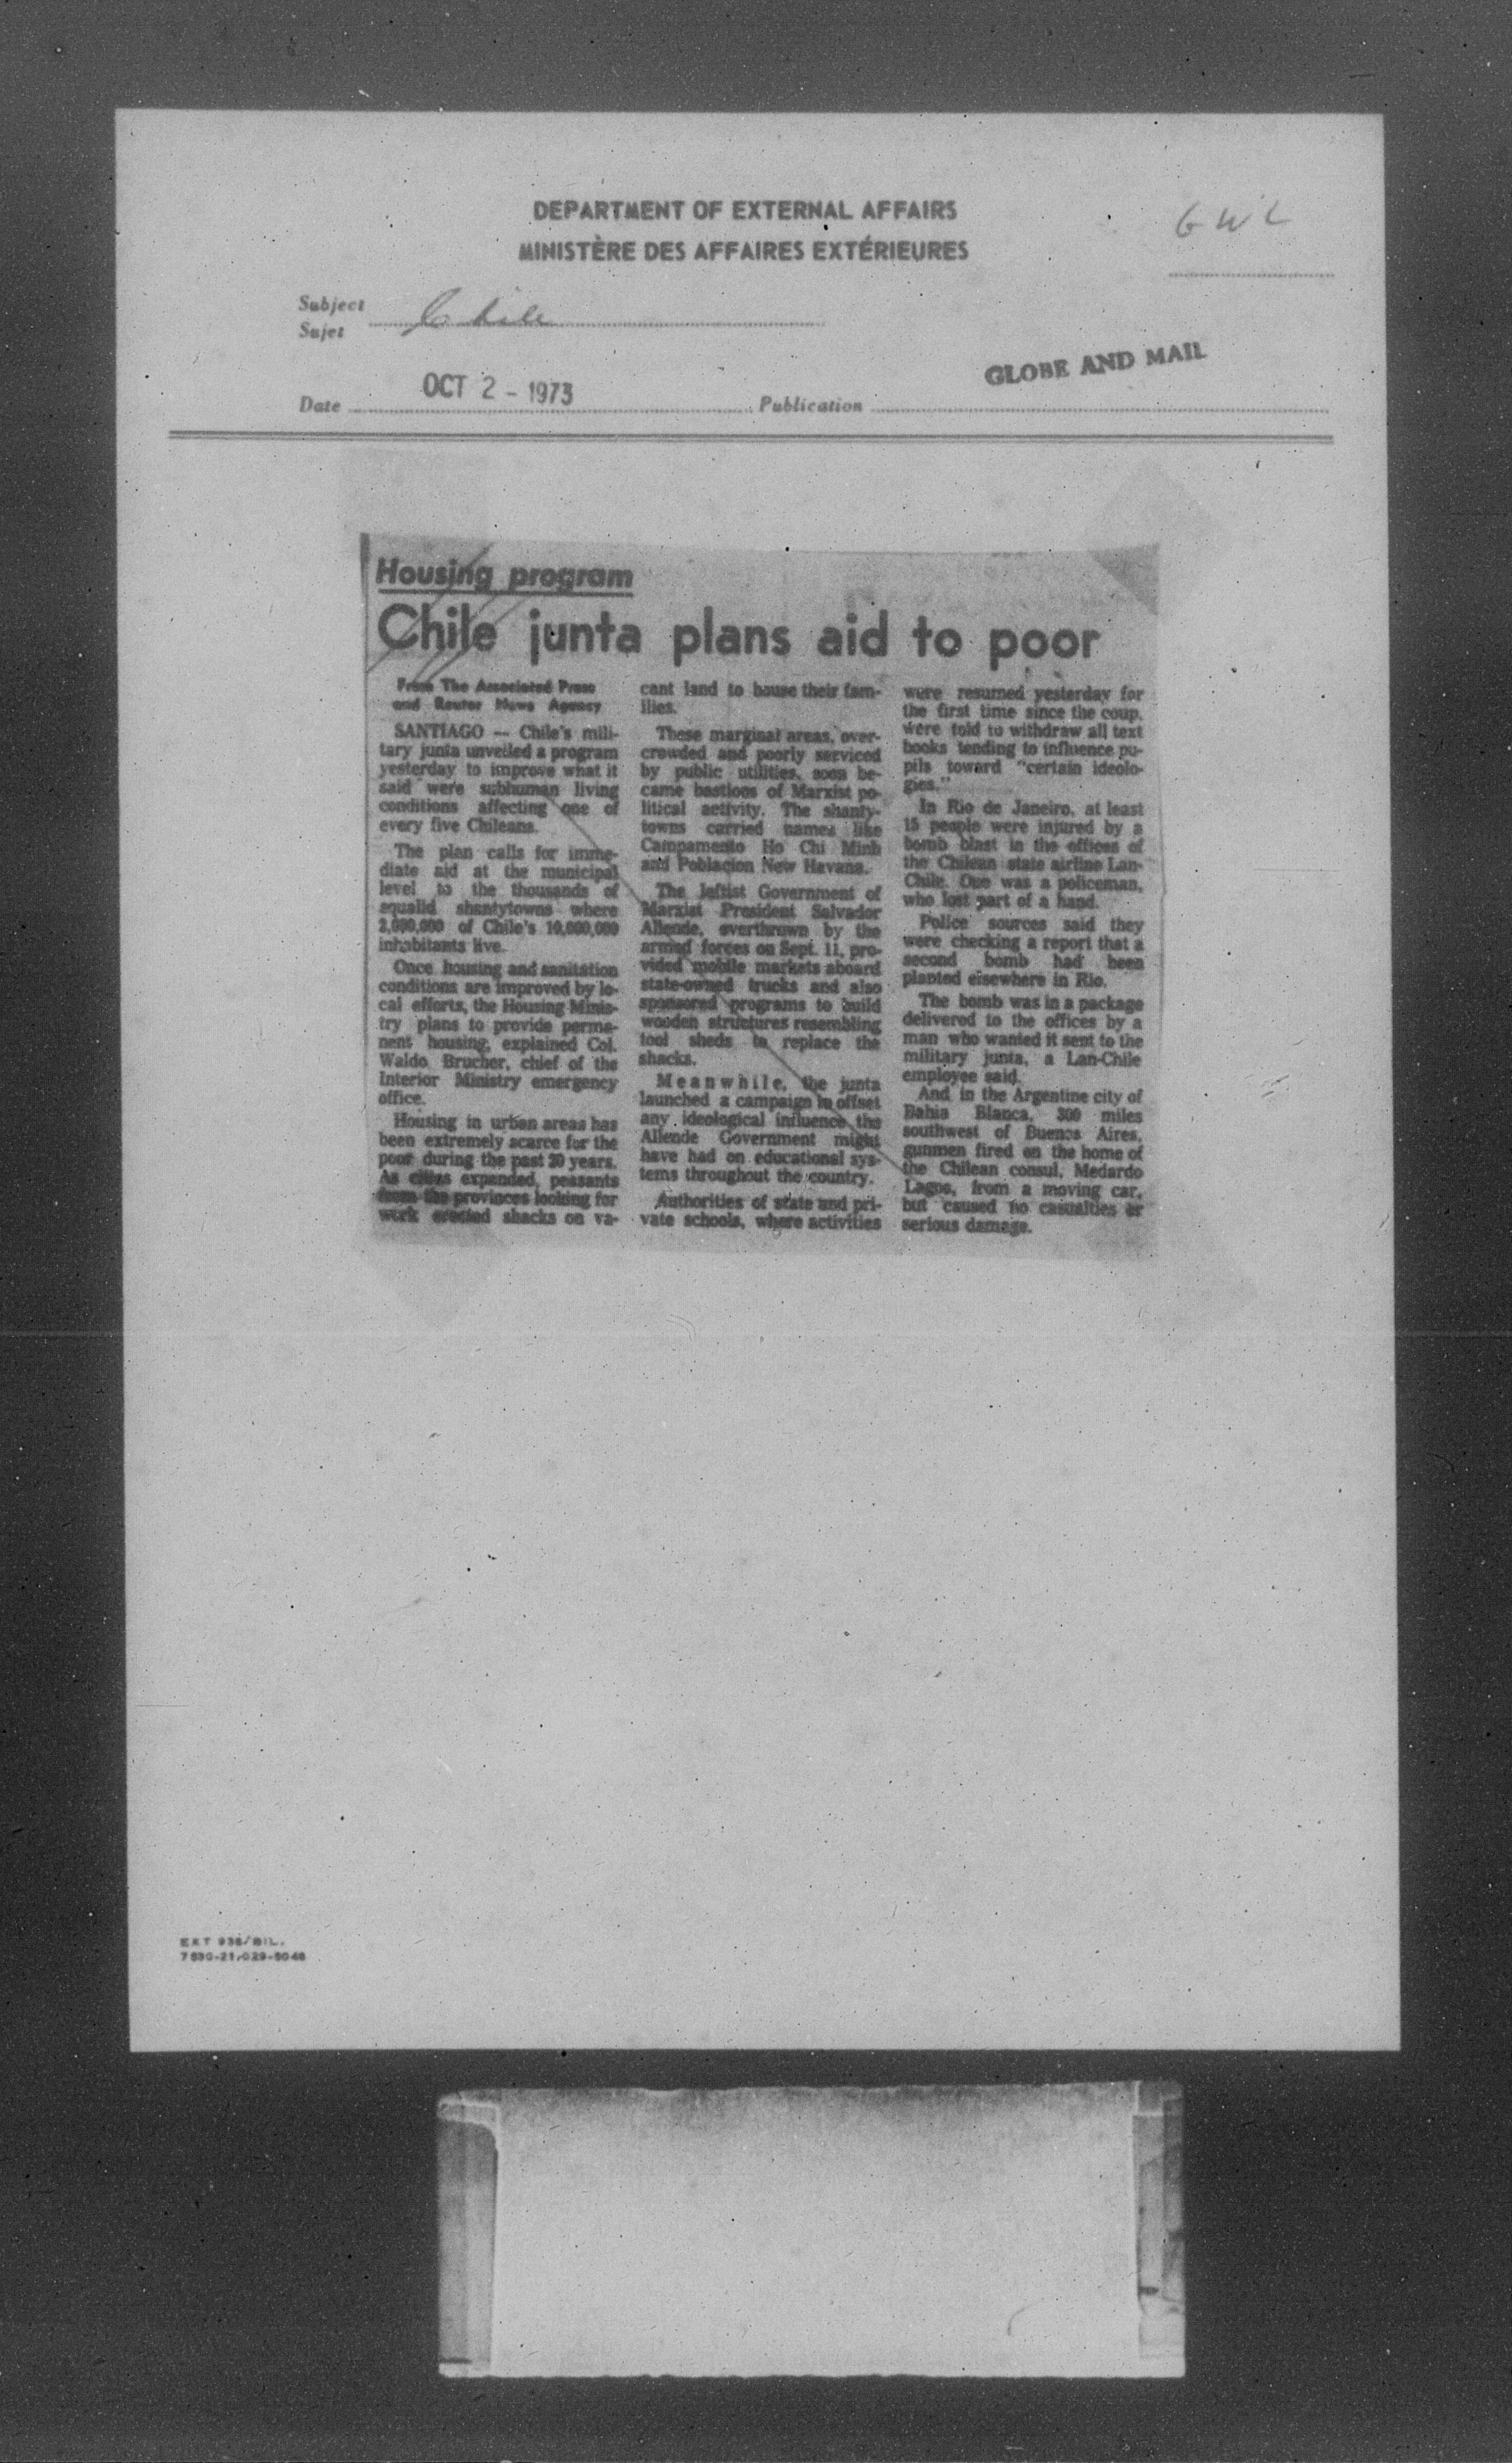 DEPARTMENT OF EXTERNAL AFFAIRS
MINISTÈRE DES AFFAIRES EXTÉRIEURES
GWL
Subject
Sujet
Chile
Date OCT 2 - 1973 Publication GLOBE AND MAIL
Housing program
Chile junta plans aid to poor
From The Associated Press
and Reuter News Agency
SANTIAGO — Chile's mili-
tary junta unveiled a program
yesterday to improve what it
said were subhuman living
conditions affecting one of
every five Chileans.
The plan calls for imme-
diate aid at the municipal
level to the thousands of
squalid shantytowns where
2,000,000 of Chile's 10,000,000
inhabitants live.
Once housing and sanitation
conditions are improved by lo-
cal efforts, the Housing Minis-
try plans to provide perma-
nent housing, explained Col.
Waldo Brucher, chief of the
Interior Ministry emergency
office.
Housing in urban areas has
been extremely scarce for the
poor during the past 20 years.
As cities expanded, peasants
from the provinces looking for
work erected shacks on va-
cant land to house their fam-
ilies.
These marginal areas, over-
crowded and poorly serviced
by public utilities, soon be-
came bastions of Marxist po-
litical activity. The shanty-
towns carried names like
Campamento Ho Chi Minh
and Poblacion New Havana.
The leftist Government of
Marxist President Salvador
Allende, overthrown by the
armed forces on Sept. 11, pro-
vided mobile markets aboard
state-owned trucks and also
sponsored programs to build
wooden structures resembling
tool sheds to replace the
shacks.
Meanwhile, the junta
launched a campaign to offset
any ideological influence the
Allende Government might
have had on educational sys-
tems throughout the country.
Authorities of state and pri-
vate schools, where activities
were resumed yesterday for
the first time since the coup,
were told to withdraw all text
books tending to influence pu-
pils toward "certain ideolo-
gies."
In Rio de Janeiro, at least
15 people were injured by a
bomb blast in the offices of
the Chilean state airline Lan-
Chile. One was a policeman,
who lost part of a hand.
Police sources said they
were checking a report that a
second bomb had been
planted elsewhere in Rio.
The bomb was in a package
delivered to the offices by a
man who wanted it sent to the
military junta, a Lan-Chile
employee said.
And in the Argentine city of
Bahia Blanca, 300 miles
southwest of Buenos Aires,
gunmen fired on the home of
the Chilean consul, Medardo
Lagos, from a moving car,
but caused no casualties or
serious damage.
EXT 936/BIL.
7530-21-029-5046